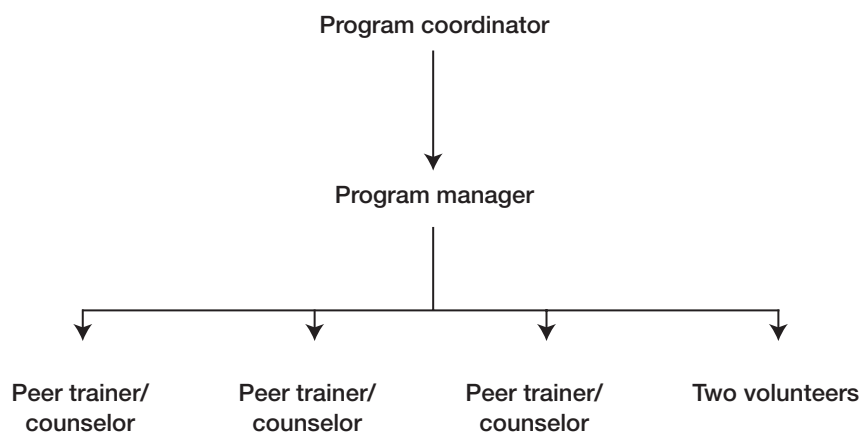 Program coordinator
Program manager
Peer trainer/
counselor
Peer trainer/
counselor
Peer trainer/
counselor
Two volunteers